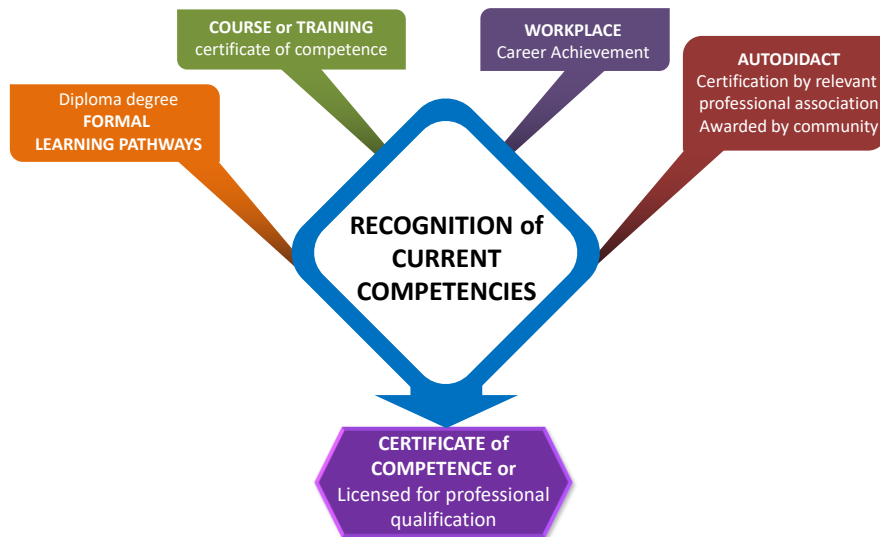 COURSE or TRAINING
certificate of competence
WORKPLACE
Career Achievement
AUTODIDACT
Certification by relevant
professional association
Awarded by community
Diploma degree
FORMAL
LEARNING PATHWAYS
RECOGNITION of
CURRENT
COMPETENCIES
CERTIFICATE of
COMPETENCE or
Licensed for professional
qualification